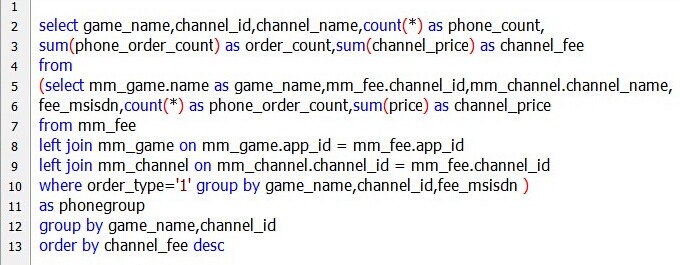 1
2 select game_name,channel_id,channel_name,count(*) as phone_count,
3 sum(phone_order_count) as order_count,sum(channel_price) as channel_fee
4 from
5 (select mm_game.name as game_name,mm_fee.channel_id,mm_channel.channel_name,
6 fee_msisdn,count(*) as phone_order_count,sum(price) as channel_price
7 from mm_fee
8 left join mm_game on mm_game.app_id = mm_fee.app_id
9 left join mm_channel on mm_channel.channel_id = mm_fee.channel_id
10 where order_type='1' group by game_name,channel_id,fee_msisdn )
11 as phonegroup
12 group by game_name,channel_id
13 order by channel_fee desc